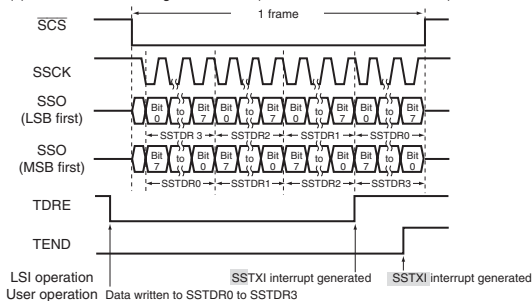 1 frame
SCS
SSCK
SSO
(LSB first)
Bit 0 to Bit 7 Bit 0 to Bit 7 Bit 0 to Bit 7 Bit 0 to Bit 7
SSTDR 3 SSTDR2 SSTDR1 SSTDR0
SSO
(MSB first)
Bit 7 to Bit 0 Bit 7 to Bit 0 Bit 7 to Bit 0 Bit 7 to Bit 0
SSTDR0 SSTDR1 SSTDR2 SSTDR3
TDRE
TEND
LSI operation SSTXI interrupt generated SSTXI interrupt generated
User operation Data written to SSTDR0 to SSTDR3